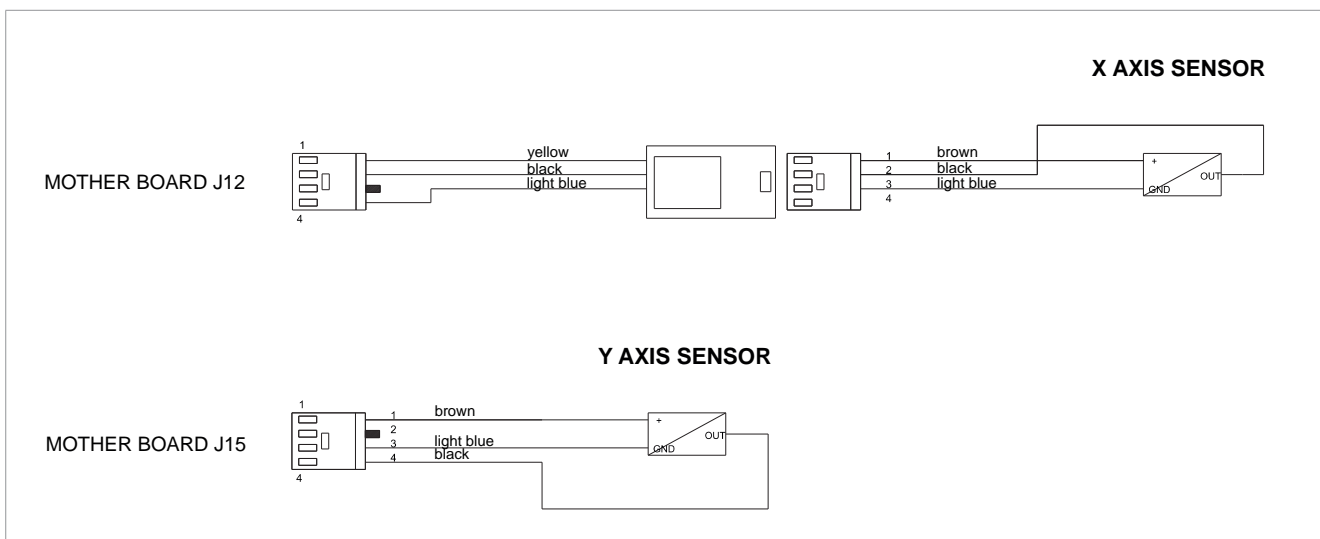 X AXIS SENSOR
1
yellow
black
light blue
MOTHER BOARD J12
4
1 brown
2 black
3 light blue
4
+
GND
OUT
Y AXIS SENSOR
1
1 brown
2
3 light blue
4 black
MOTHER BOARD J15
4
+
GND
OUT